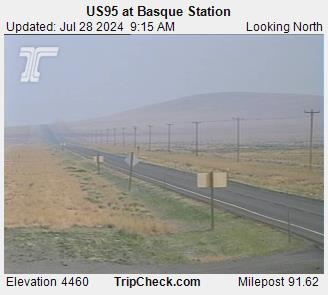 US95 at Basque Station
Updated: Jul 28 2024 9:15 AM Looking North
Elevation 4460 TripCheck.com Milepost 91.62